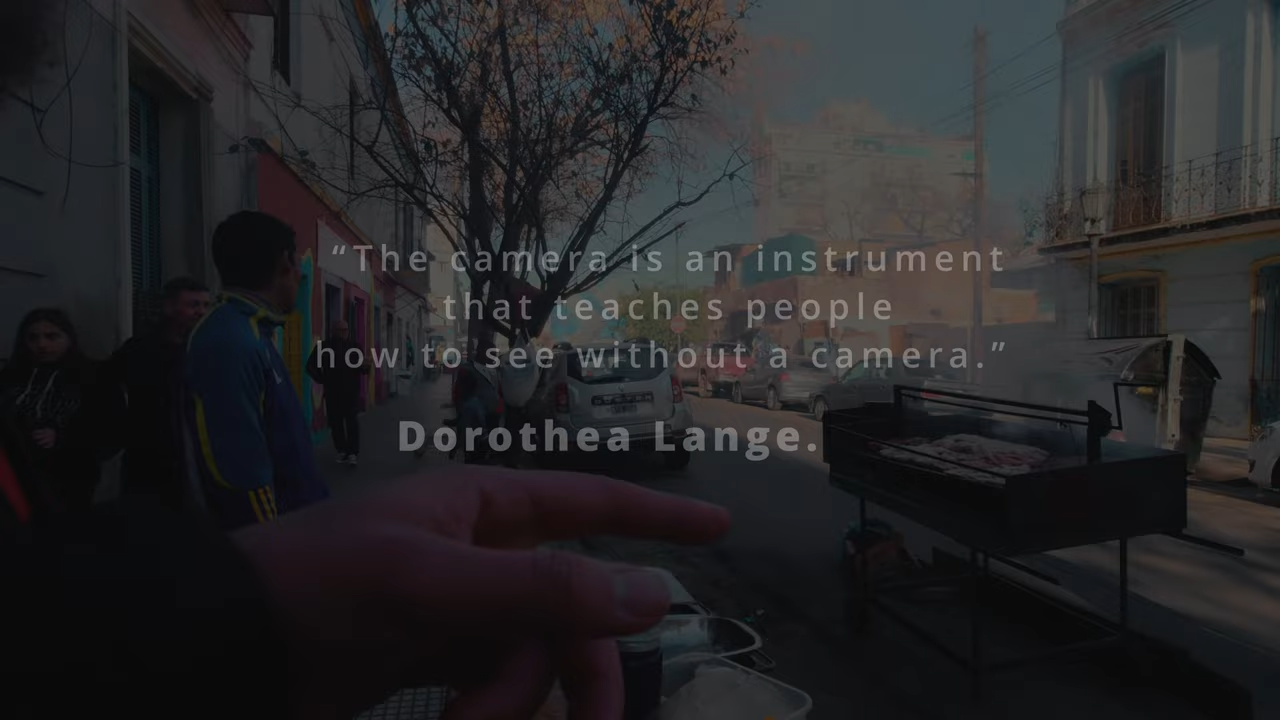 “The camera is an instrument
that teaches people
how to see without a camera.”
Dorothea Lange.